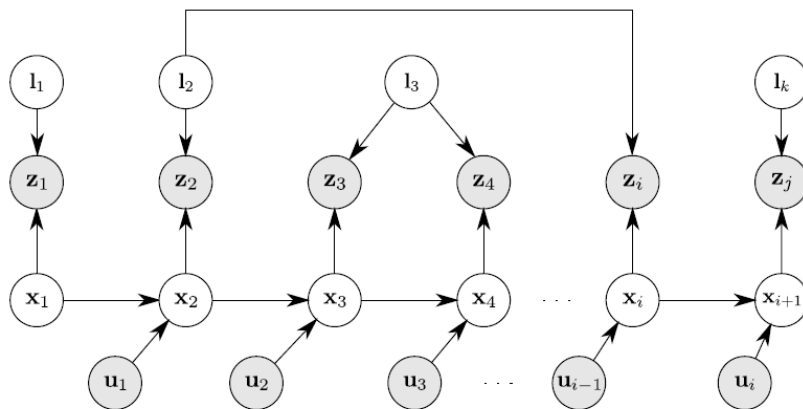 l₁ l₂ l₃ lₖ
z₁ z₂ z₃ z₄ zᵢ zⱼ
x₁ x₂ x₃ x₄ · · · xᵢ xᵢ₊₁
u₁ u₂ u₃ · · · uᵢ₋₁ uᵢ